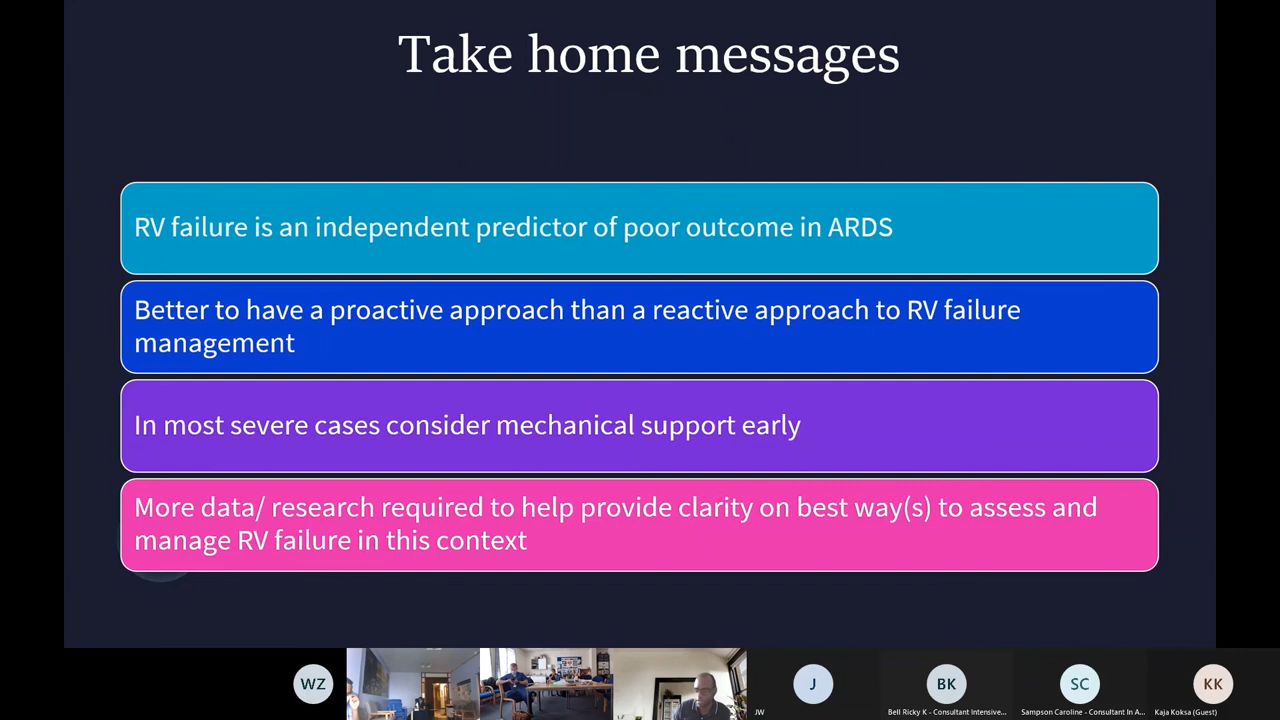 Take home messages
RV failure is an independent predictor of poor outcome in ARDS
Better to have a proactive approach than a reactive approach to RV failure
management
In most severe cases consider mechanical support early
More data/ research required to help provide clarity on best way(s) to assess and
manage RV failure in this context
WZ
J
BK
SC
KK
JW
Bell Ricky K - Consultant Intensive...
Sampson Caroline - Consultant In A...
Kaja Koksa (Guest)